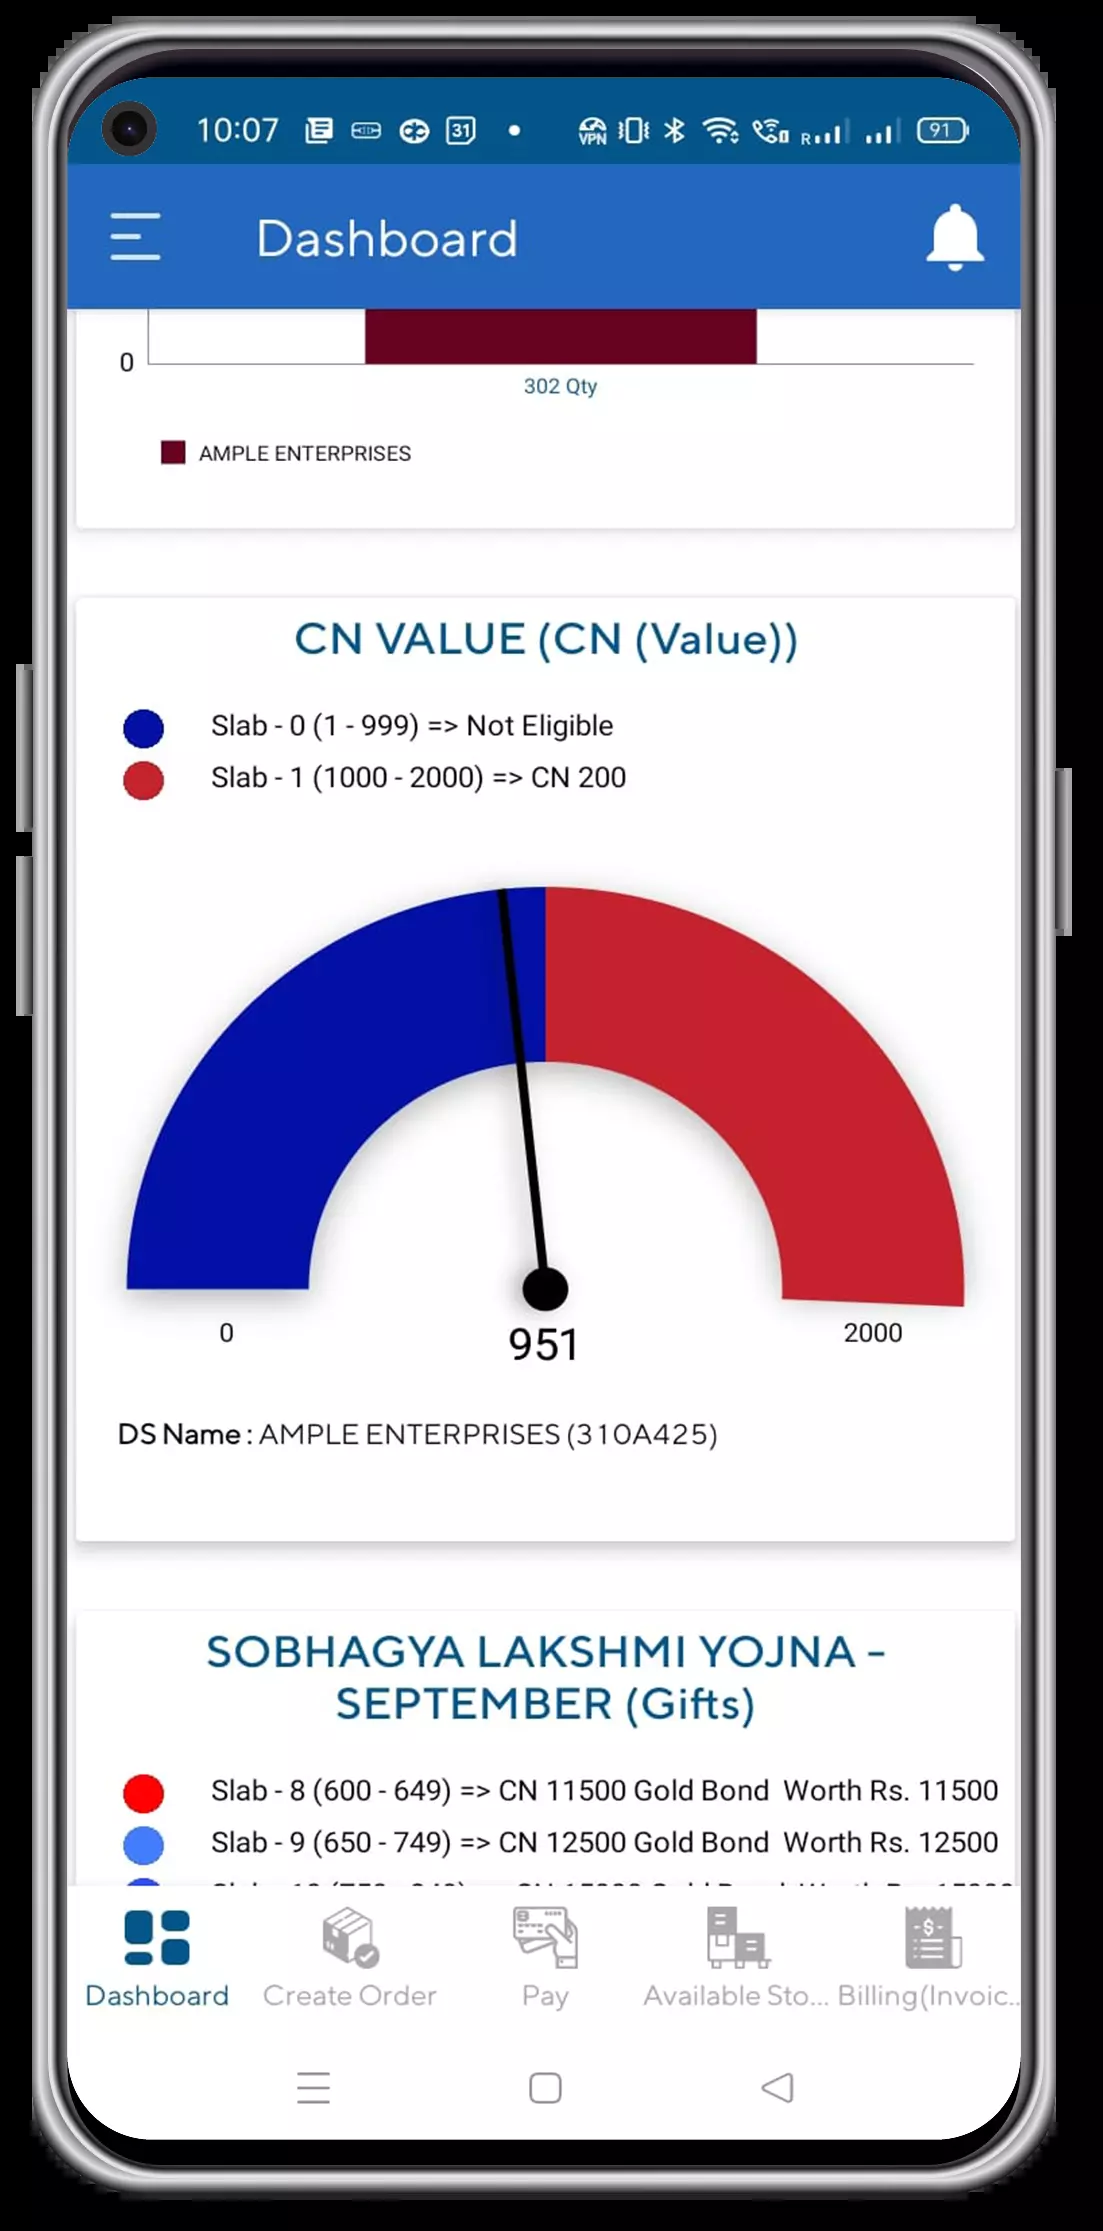 10:07 31 VPN R 91
Dashboard
0
302 Qty
AMPLE ENTERPRISES
CN VALUE (CN (Value))
Slab - 0 (1 - 999) => Not Eligible
Slab - 1 (1000 - 2000) => CN 200
0
2000
951
DS Name : AMPLE ENTERPRISES (310A425)
SOBHAGYA LAKSHMI YOJNA -
SEPTEMBER (Gifts)
Slab - 8 (600 - 649) => CN 11500 Gold Bond Worth Rs. 11500
Slab - 9 (650 - 749) => CN 12500 Gold Bond Worth Rs. 12500
Dashboard Create Order Pay Available Sto... Billing(Invoic...